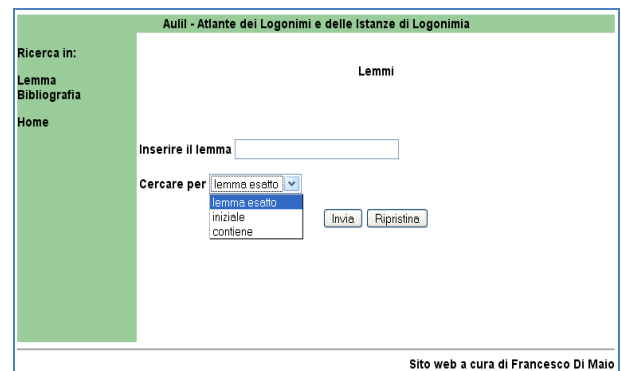 Aulil - Atlante dei Logonimi e delle Istanze di Logonimia
Ricerca in:
Lemma
Bibliografia
Home
Lemmi
Inserire il lemma
Cercare per lemma esatto
lemma esatto
iniziale
contiene
Invia Ripristina
Sito web a cura di Francesco Di Maio